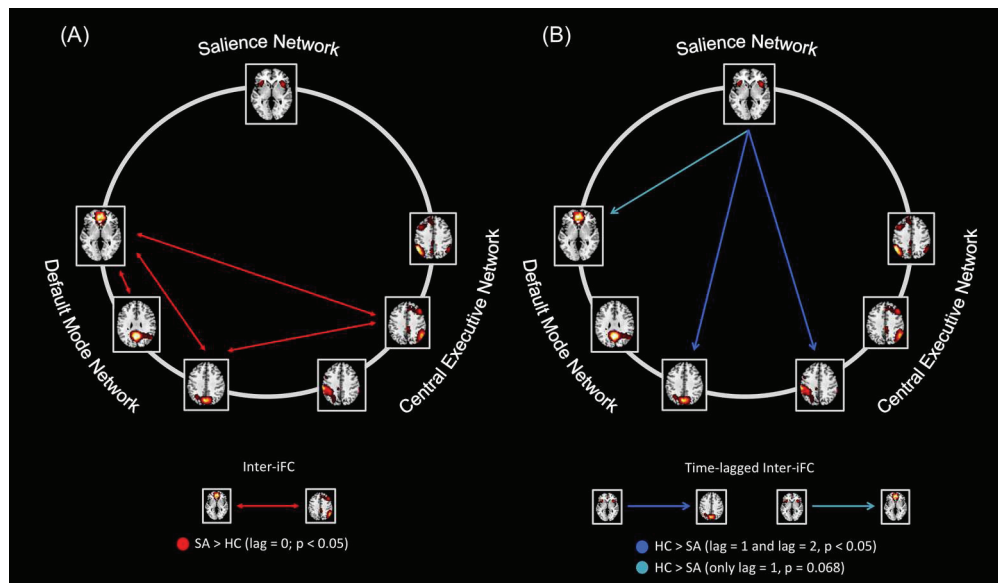 (A)
Salience Network
Default Mode Network
Central Executive Network
Inter-iFC
SA > HC (lag = 0; p < 0.05)
(B)
Salience Network
Default Mode Network
Central Executive Network
Time-lagged Inter-iFC
HC > SA (lag = 1 and lag = 2, p < 0.05)
HC > SA (only lag = 1, p = 0.068)